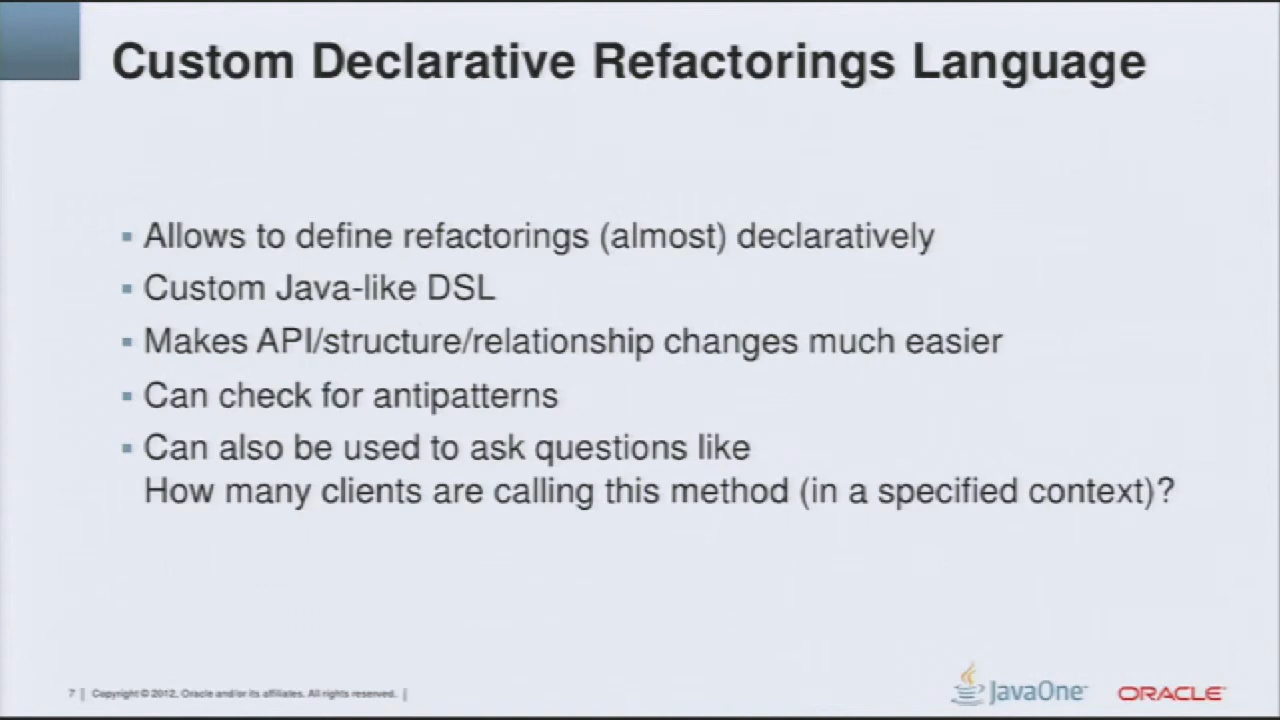 Custom Declarative Refactorings Language
▪ Allows to define refactorings (almost) declaratively
▪ Custom Java-like DSL
▪ Makes API/structure/relationship changes much easier
▪ Can check for antipatterns
▪ Can also be used to ask questions like
How many clients are calling this method (in a specified context)?
7 | Copyright © 2012, Oracle and/or its affiliates. All rights reserved. |
JavaOne
ORACLE